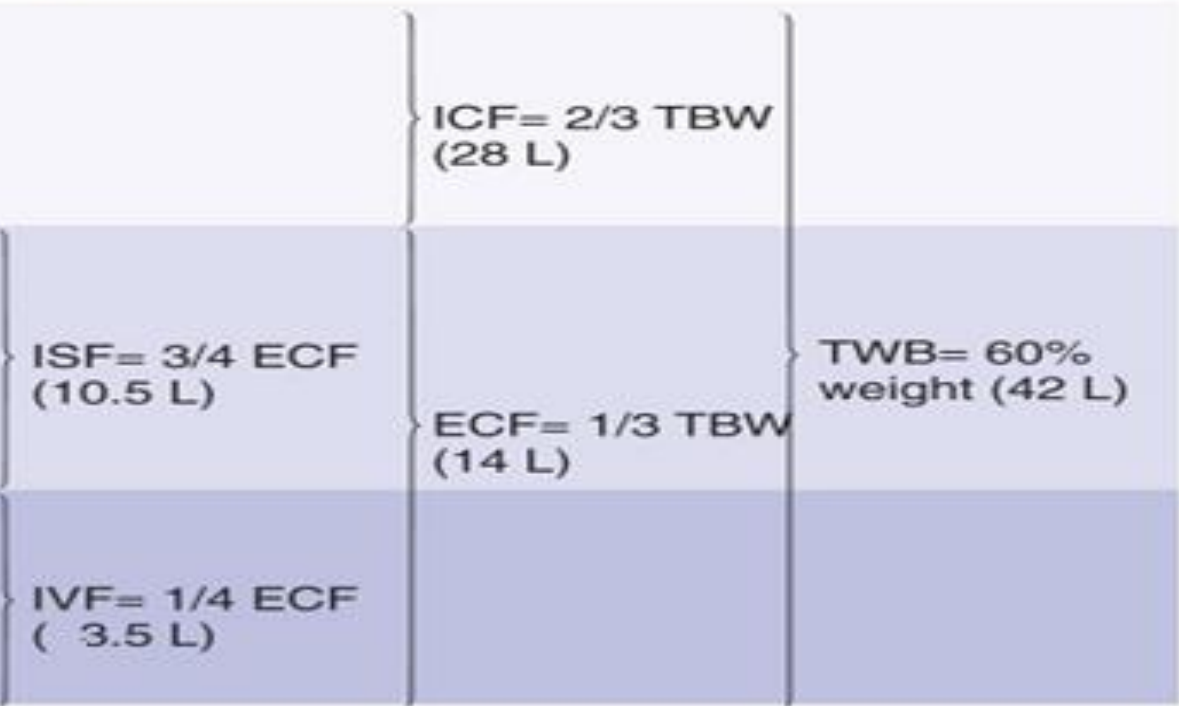 ICF= 2/3 TBW
(28 L)
ISF= 3/4 ECF
(10.5 L)
TWB= 60%
weight (42 L)
ECF= 1/3 TBW
(14 L)
IVF= 1/4 ECF
( 3.5 L)